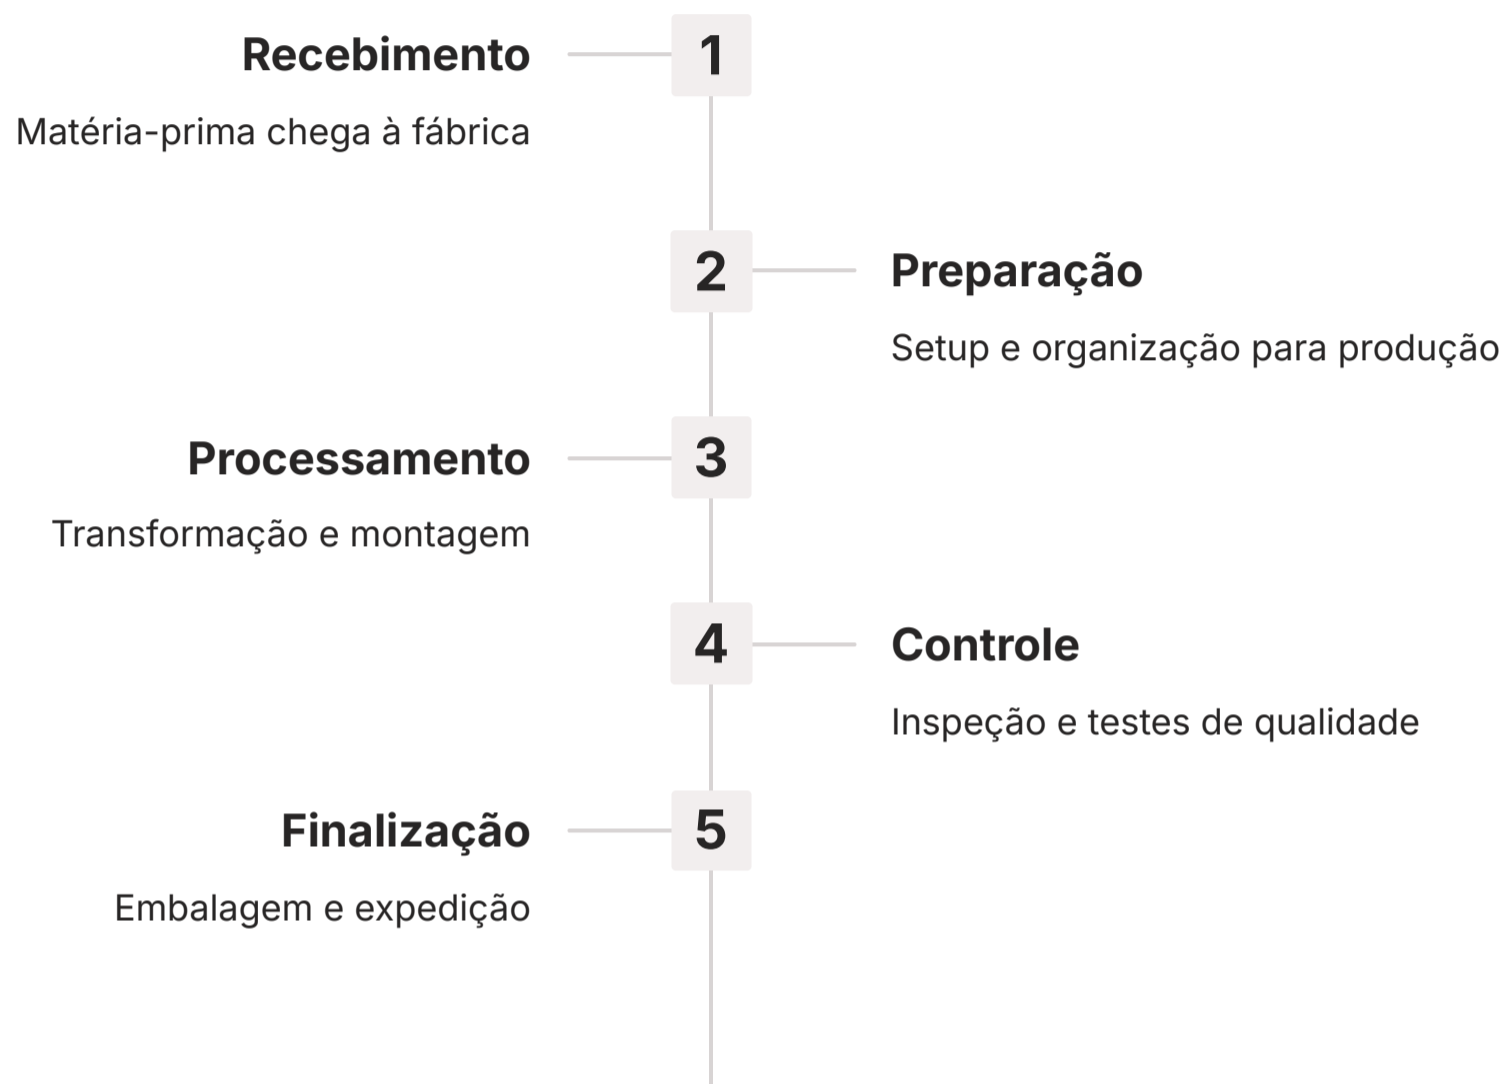 1
Recebimento
Matéria-prima chega à fábrica
2
Preparação
Setup e organização para produção
3
Processamento
Transformação e montagem
4
Controle
Inspeção e testes de qualidade
5
Finalização
Embalagem e expedição